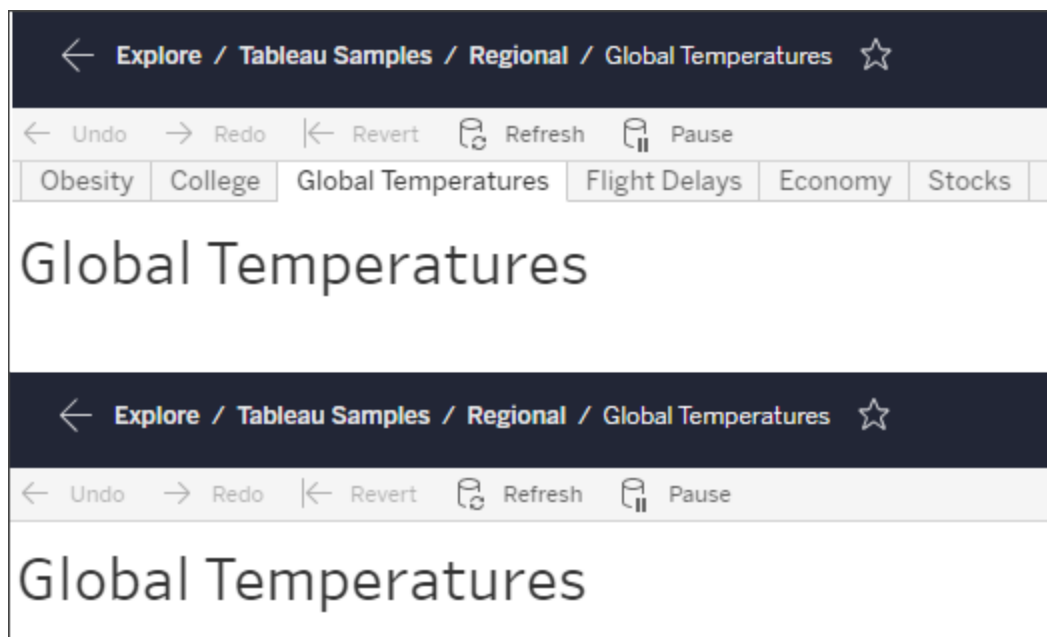 Explore / Tableau Samples / Regional / Global Temperatures
Undo Redo Revert Refresh Pause
Obesity College Global Temperatures Flight Delays Economy Stocks
Global Temperatures
Explore / Tableau Samples / Regional / Global Temperatures
Undo Redo Revert Refresh Pause
Global Temperatures